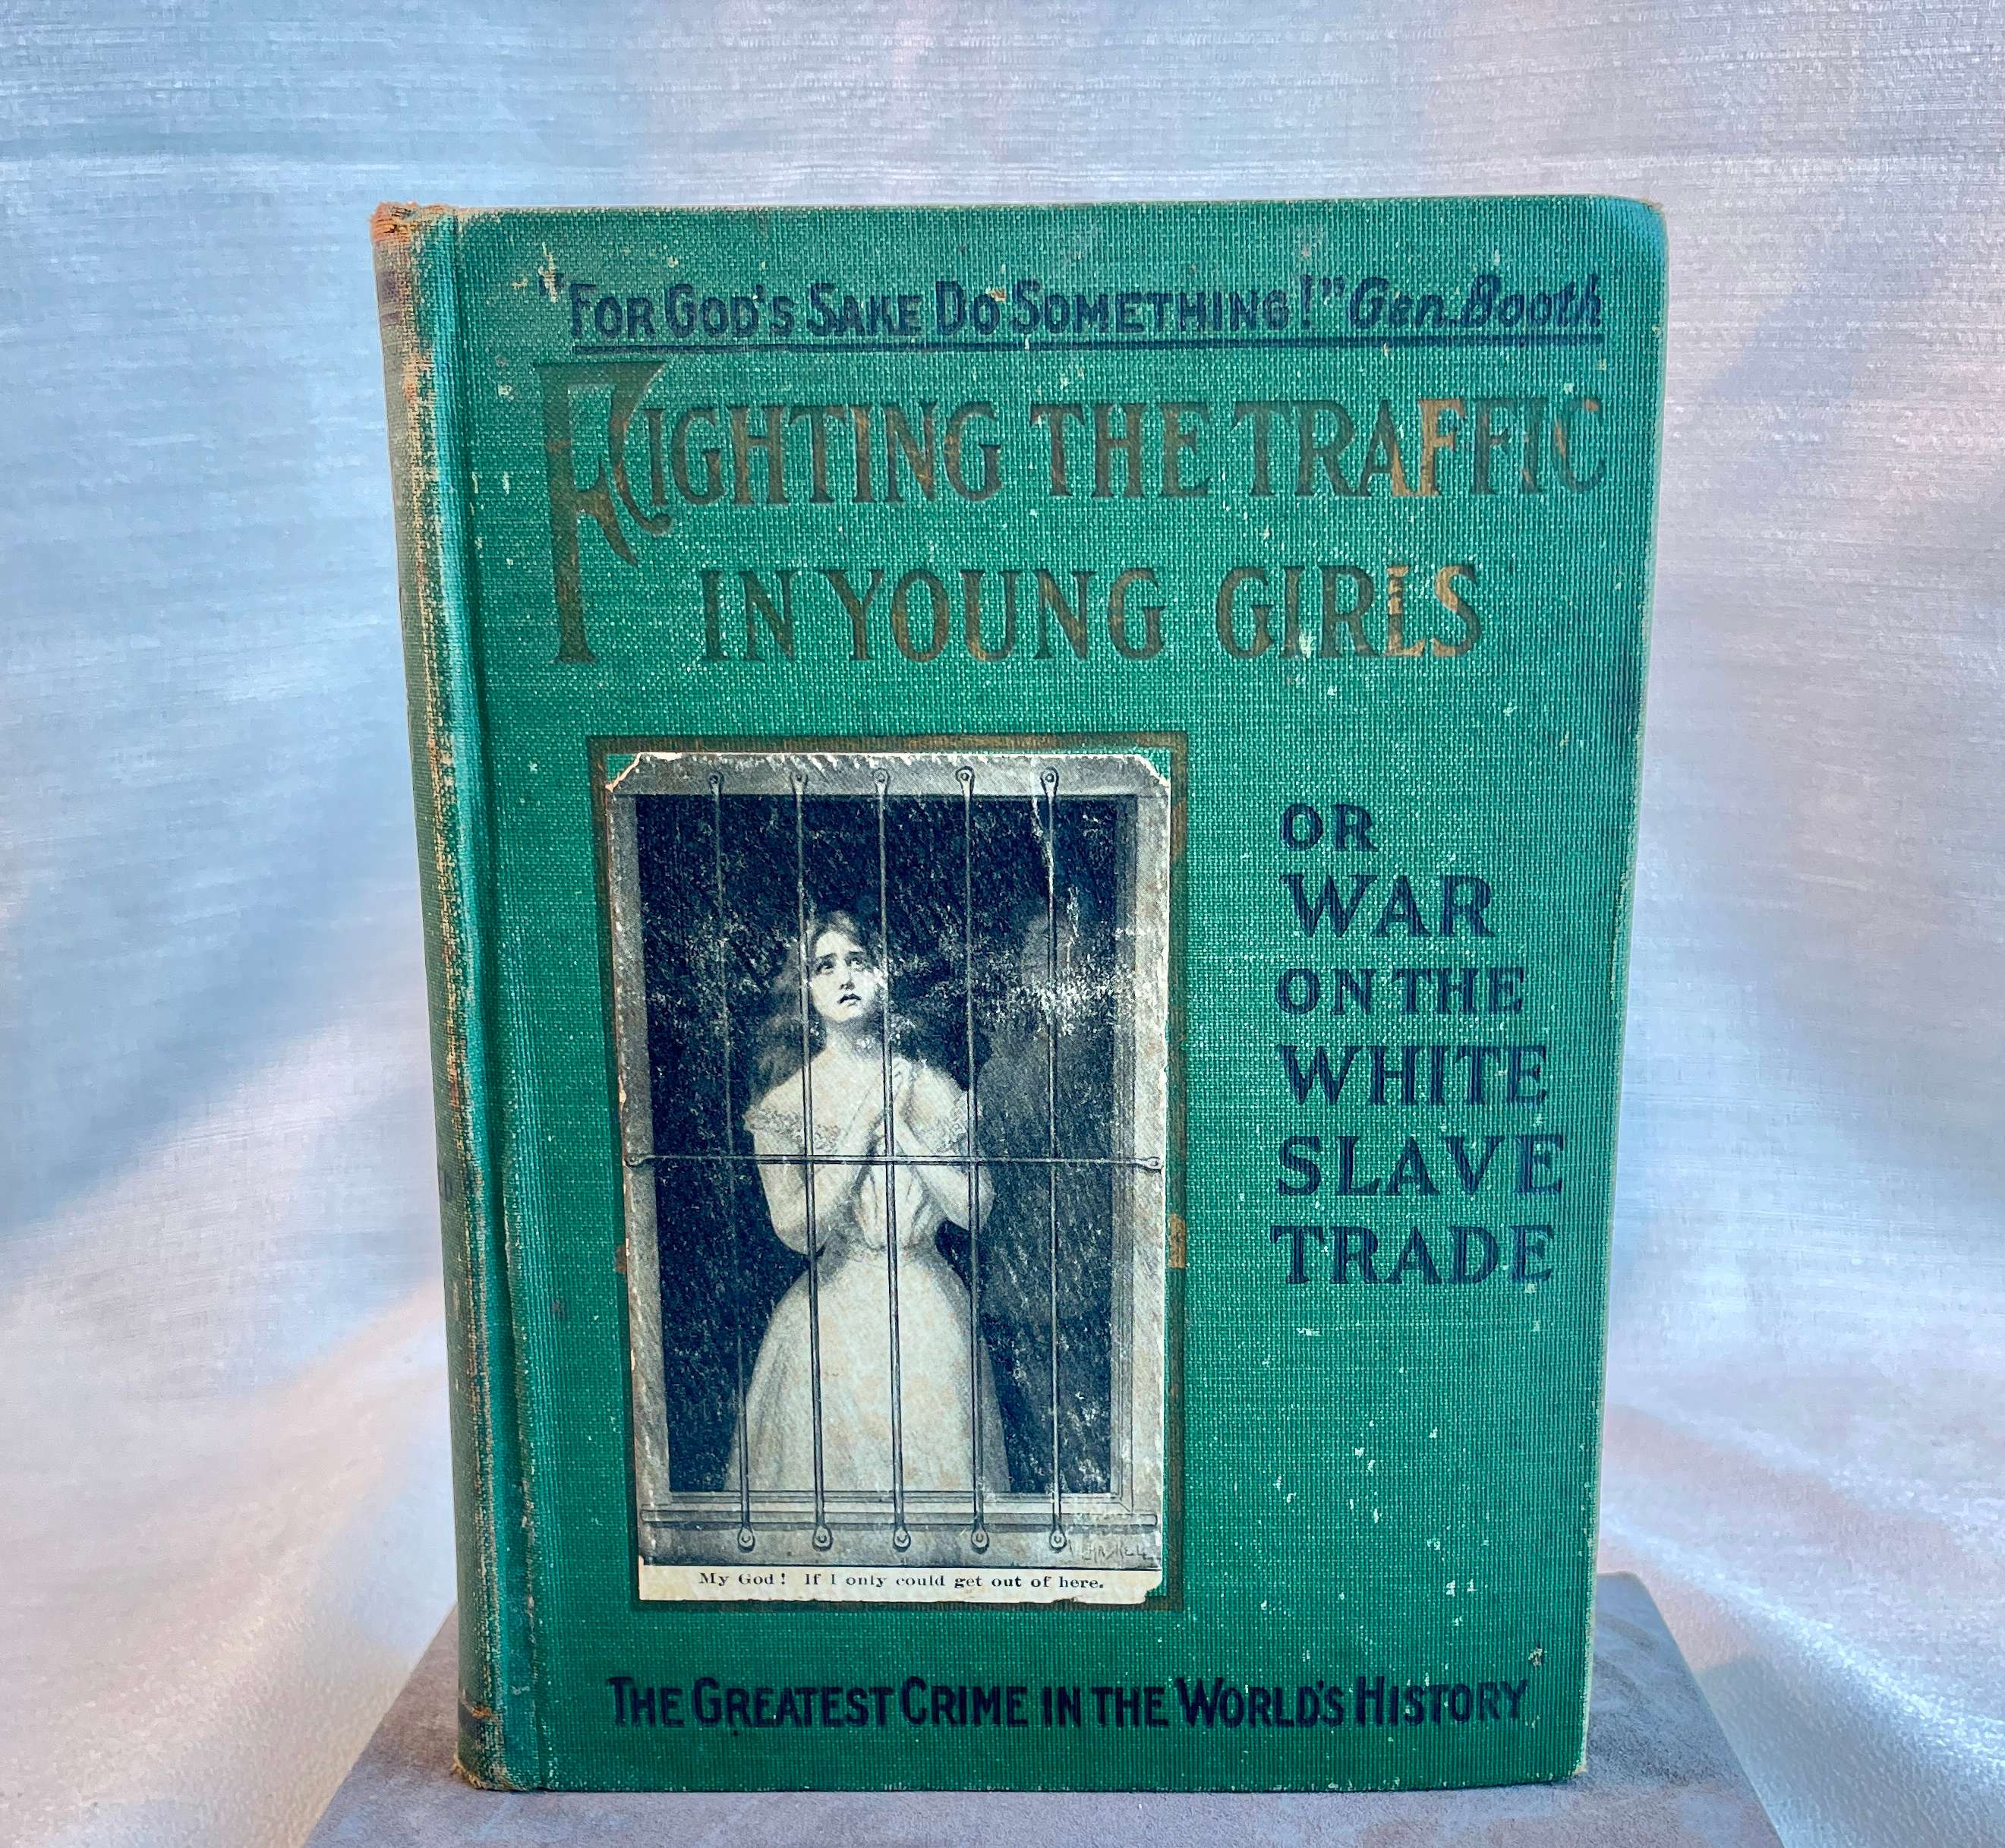 "FOR GOD'S SAKE DO SOMETHING!" Gen. Booth
FIGHTING THE TRAFFIC
IN YOUNG GIRLS
OR
WAR
ON THE
WHITE
SLAVE
TRADE
My God! If I only could get out of here.
THE GREATEST CRIME IN THE WORLD'S HISTORY